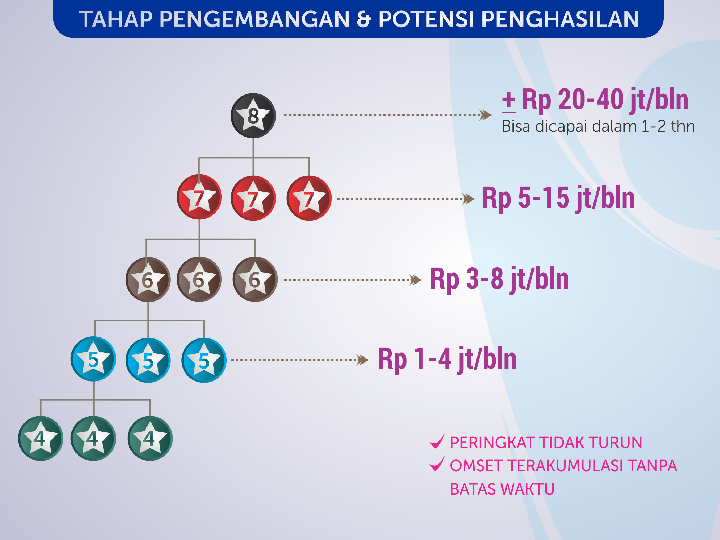 TAHAP PENGEMBANGAN & POTENSI PENGHASILAN
8
± Rp 20-40 jt/bln
Bisa dicapai dalam 1-2 thn
7 7 7
Rp 5-15 jt/bln
6 6 6
Rp 3-8 jt/bln
5 5 5
Rp 1-4 jt/bln
4 4 4
PERINGKAT TIDAK TURUN
OMSET TERAKUMULASI TANPA
BATAS WAKTU